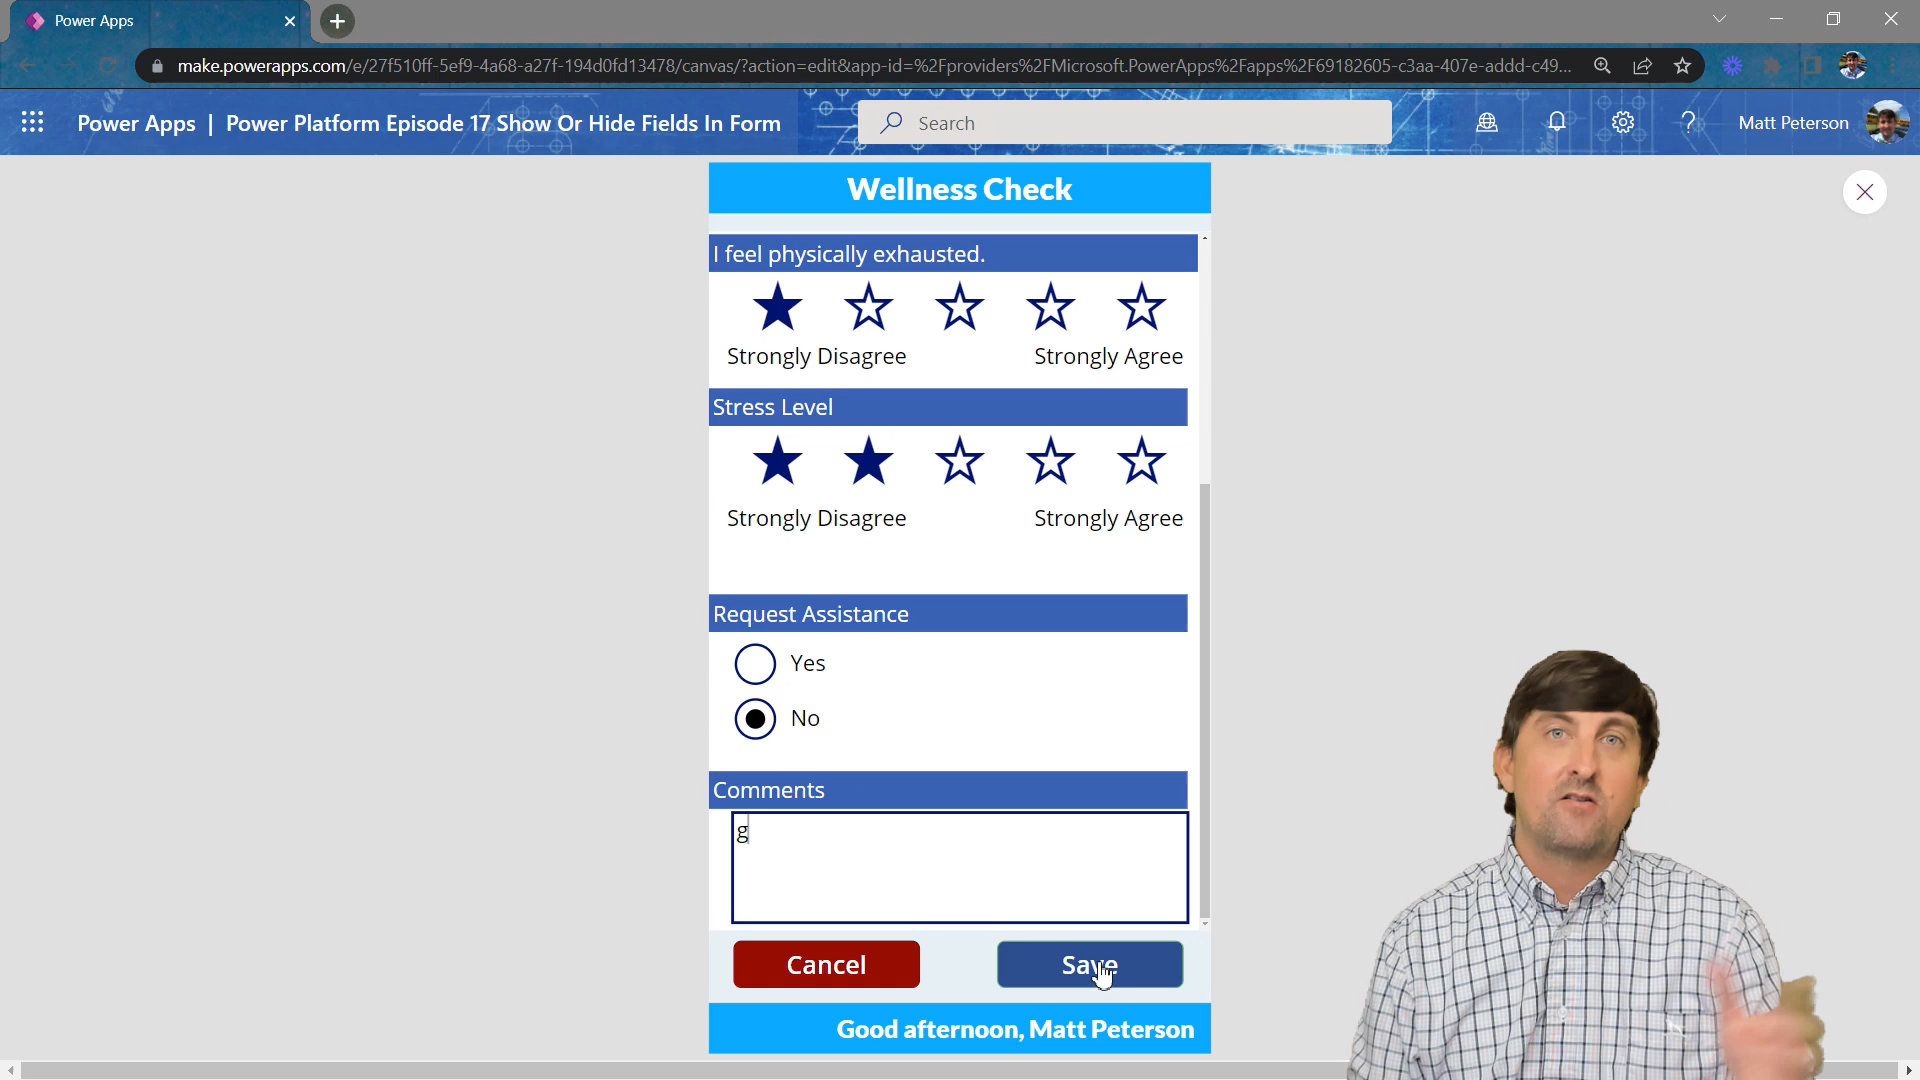 Power Apps
make.powerapps.com/e/27f510ff-5ef9-4a68-a27f-194d0fd13478/canvas/?action=edit&app-id=%2Fproviders%2FMicrosoft.PowerApps%2Fapps%2F69182605-c3aa-407e-addd-c49...
Power Apps | Power Platform Episode 17 Show Or Hide Fields In Form
Search
Matt Peterson
Wellness Check
I feel physically exhausted.
Strongly Disagree Strongly Agree
Stress Level
Strongly Disagree Strongly Agree
Request Assistance
Yes
No
Comments
g
Cancel Save
Good afternoon, Matt Peterson